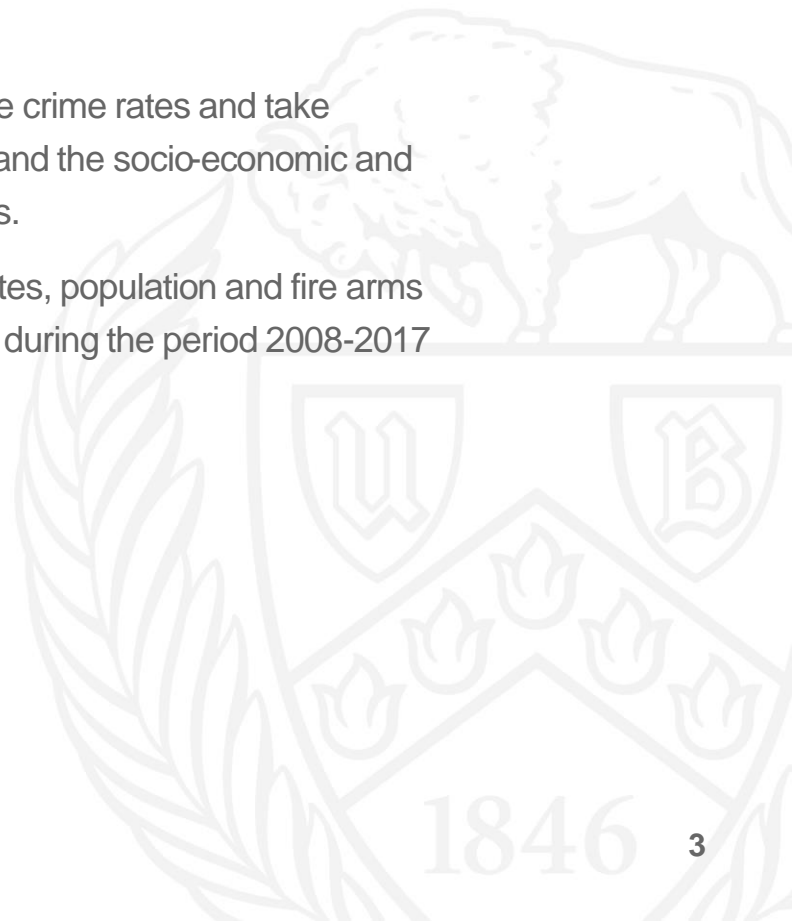 e crime rates and take
and the socio-economic and
s.
tes, population and fire arms
during the period 2008-2017
U B
1846
3